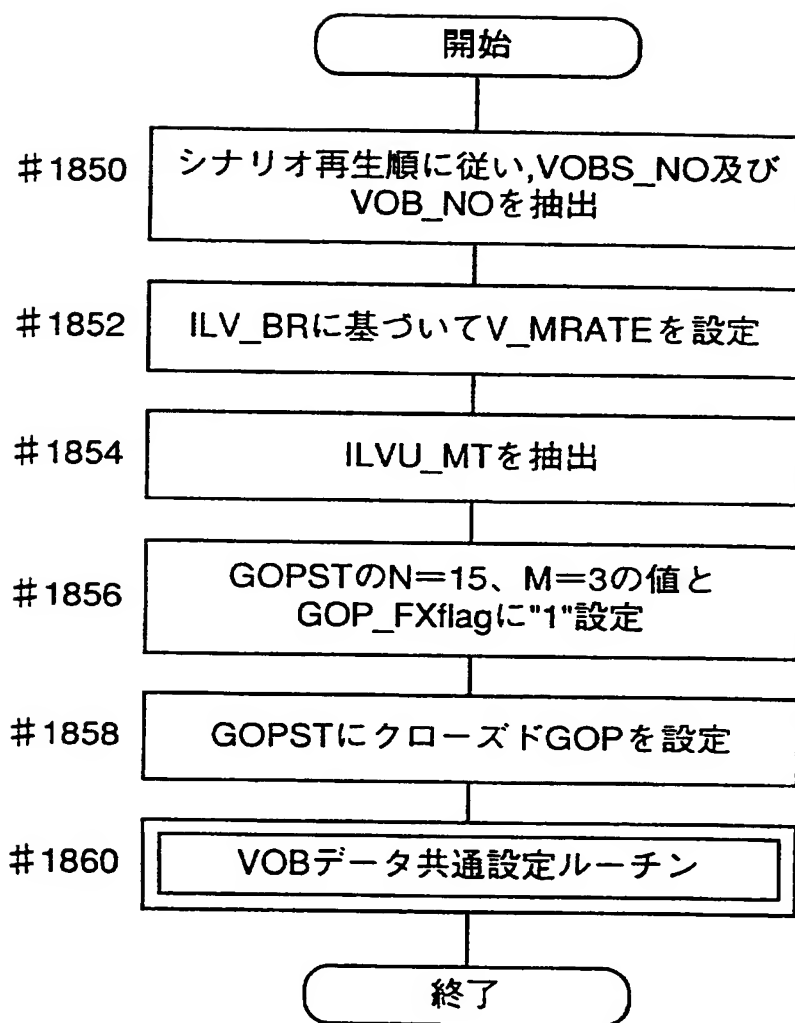 開始
#1850
シナリオ再生順に従い,VOBS_NO及び
VOB_NOを抽出
#1852
ILV_BRに基づいてV_MRATEを設定
#1854
ILVU_MTを抽出
#1856
GOPSTのN=15、M=3の値と
GOP_FXflagに"1"設定
#1858
GOPSTにクローズドGOPを設定
#1860
VOBデータ共通設定ルーチン
終了